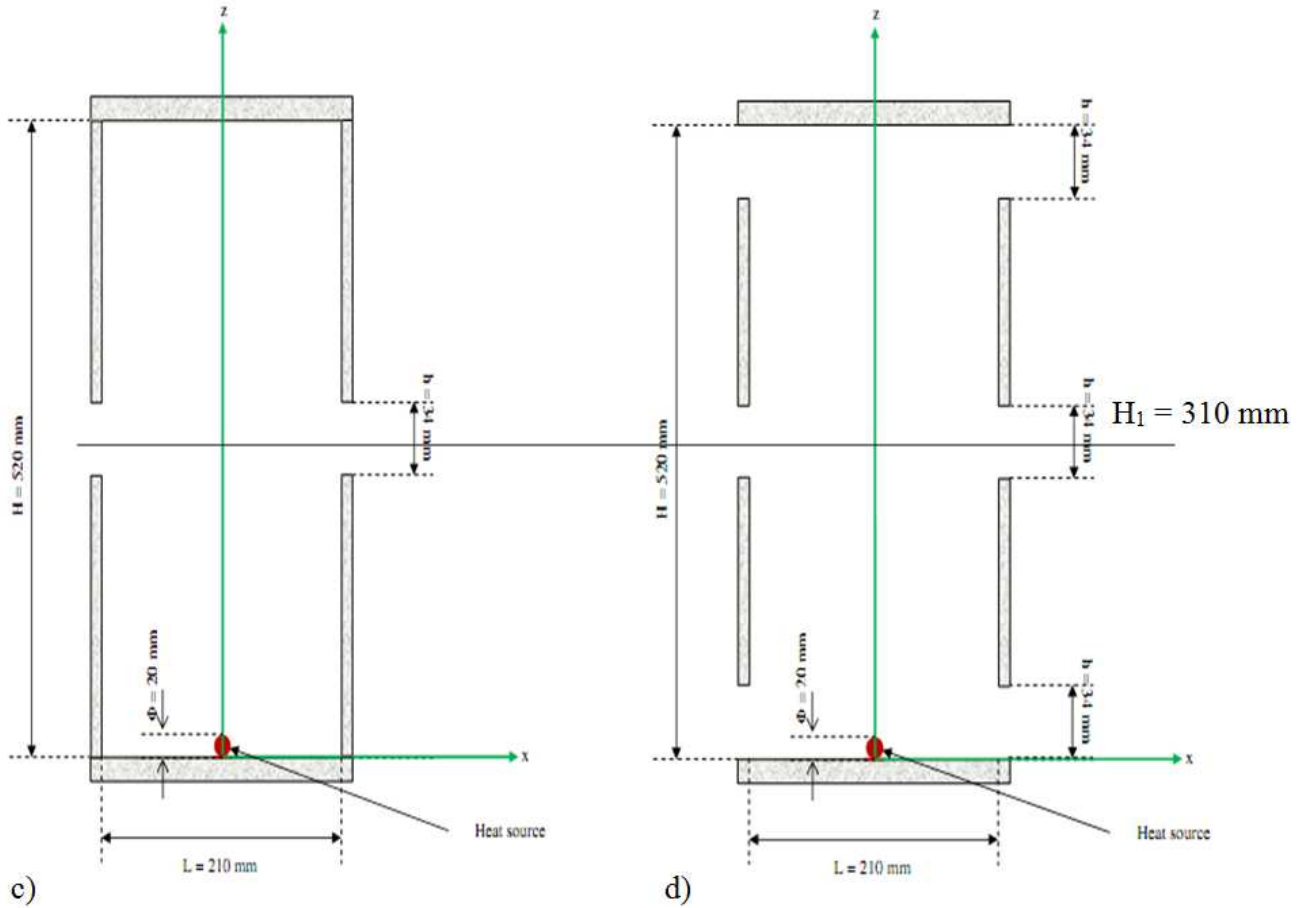 z
H = 520 mm
h = 34 mm
Φ = 20 mm
x
Heat source
L = 210 mm
c)
z
h = 34 mm
H = 520 mm
h = 34 mm
H₁ = 310 mm
h = 34 mm
Φ = 20 mm
x
Heat source
L = 210 mm
d)